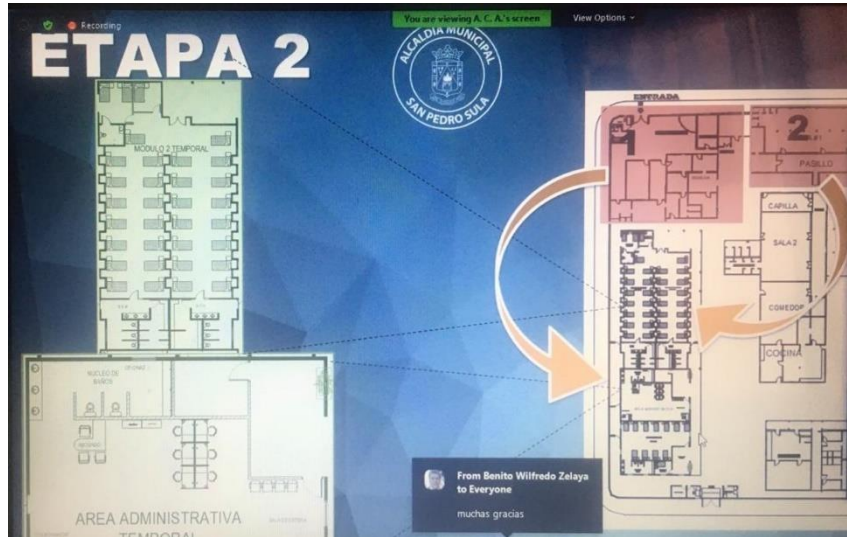 Recording
You are viewing A. C. A.'s screen
View Options
ETAPA 2
ALCALDIA MUNICIPAL
SAN PEDRO SULA
MODULO 2 TEMPORAL
NUCLEO DE
BAÑOS
AREA ADMINISTRATIVA
TEMPORAL
ENTRADA
1
2
PASILLO
CAPILLA
SALA 2
COMEDOR
COCINA
From Benito Wilfredo Zelaya
to Everyone
muchas gracias